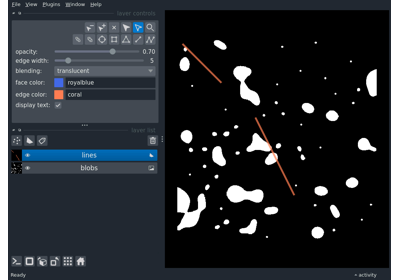 File View Plugins Window Help
layer controls
opacity: 0.70
edge width: 5
blending: translucent
face color: royalblue
edge color: coral
display text:
layer list
lines
blobs
Ready
activity